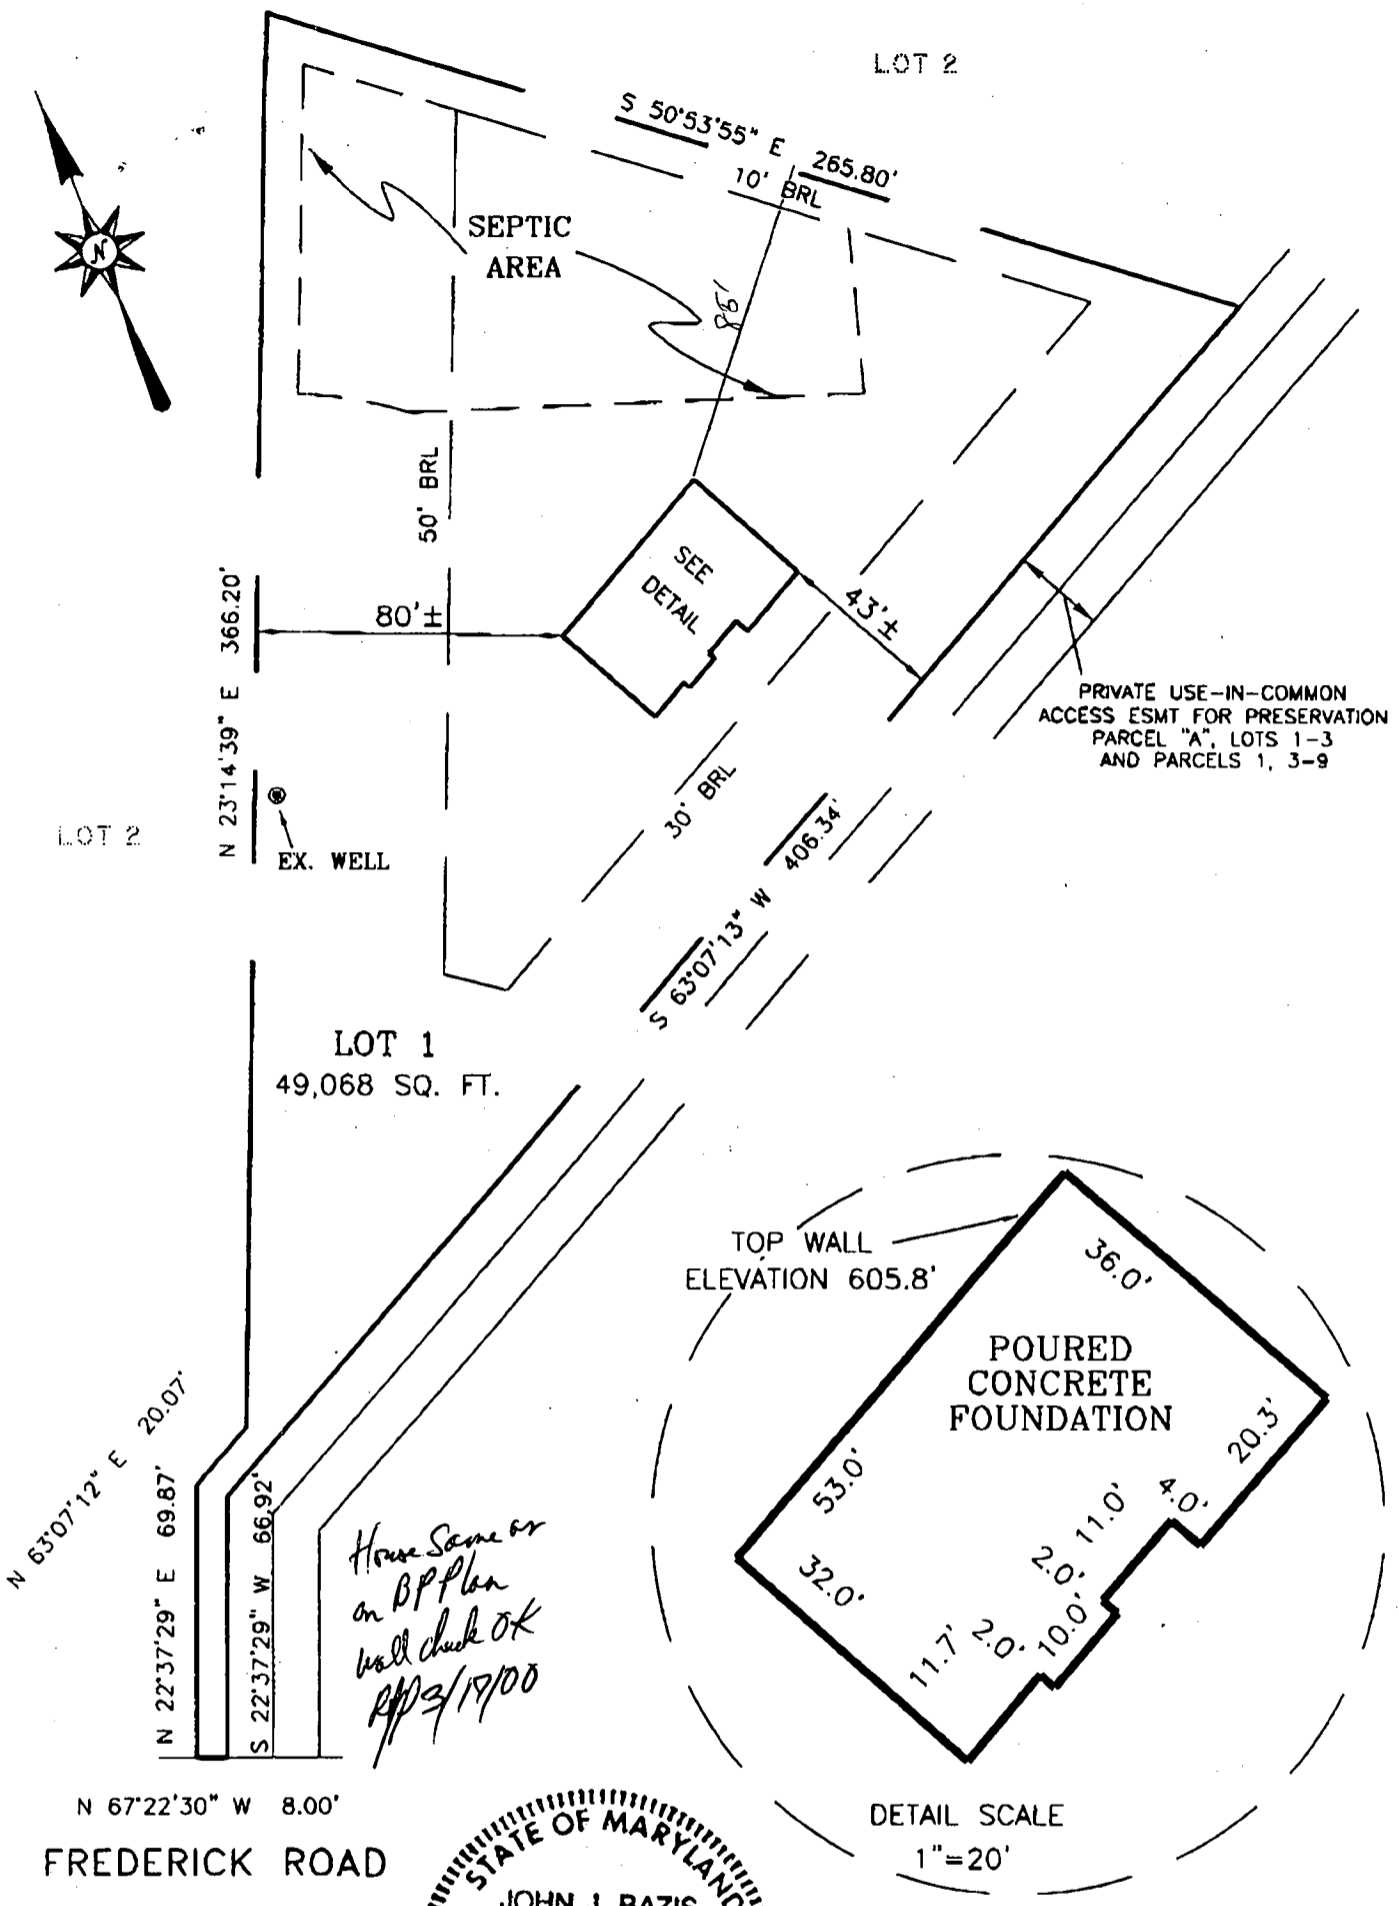 LOT 2
S 50°53'55" E 265.80'
10' BRL
N
SEPTIC
AREA
50' BRL
SEE
DETAIL
80'±
43'±
N 23°14'39" E 366.20'
PRIVATE USE-IN-COMMON
ACCESS ESMT FOR PRESERVATION
PARCEL "A", LOTS 1-3
AND PARCELS 1, 3-9
30' BRL
LOT 2
EX. WELL
S 63°07'13" W 406.34'
LOT 1
49,068 SQ. FT.
TOP WALL
ELEVATION 605.8'
36.0'
POURED
CONCRETE
FOUNDATION
20.3'
53.0'
4.0'
11.0'
2.0'
32.0'
10.0'
2.0'
11.7'
N 63°07'12" E 20.07'
N 22°37'29" E 69.87'
S 22°37'29" W 66.92'
House Same as
on BP Plan
wall check OK
3/17/00
N 67°22'30" W 8.00'
FREDERICK ROAD
DETAIL SCALE
1"=20'
STATE OF MARYLAND
JOHN J. BAZIS